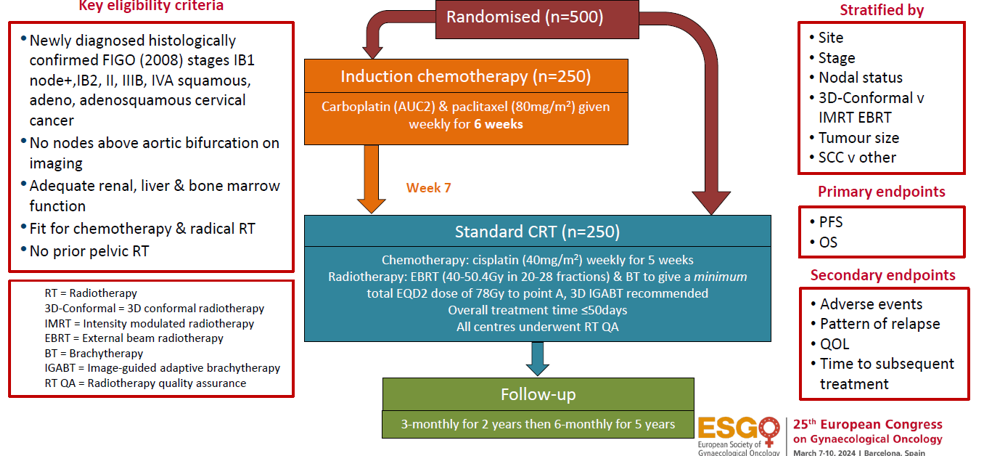 Key eligibility criteria
• Newly diagnosed histologically
confirmed FIGO (2008) stages IB1
node+,IB2, II, IIIB, IVA squamous,
adeno, adenosquamous cervical
cancer
• No nodes above aortic bifurcation on
imaging
• Adequate renal, liver & bone marrow
function
• Fit for chemotherapy & radical RT
• No prior pelvic RT
RT = Radiotherapy
3D-Conformal = 3D conformal radiotherapy
IMRT = Intensity modulated radiotherapy
EBRT = External beam radiotherapy
BT = Brachytherapy
IGABT = Image-guided adaptive brachytherapy
RT QA = Radiotherapy quality assurance
Randomised (n=500)
Induction chemotherapy (n=250)
Carboplatin (AUC2) & paclitaxel (80mg/m²) given
weekly for 6 weeks
Week 7
Standard CRT (n=250)
Chemotherapy: cisplatin (40mg/m²) weekly for 5 weeks
Radiotherapy: EBRT (40-50.4Gy in 20-28 fractions) & BT to give a minimum
total EQD2 dose of 78Gy to point A, 3D IGABT recommended
Overall treatment time ≤50days
All centres underwent RT QA
Follow-up
3-monthly for 2 years then 6-monthly for 5 years
Stratified by
• Site
• Stage
• Nodal status
• 3D-Conformal v
IMRT EBRT
• Tumour size
• SCC v other
Primary endpoints
• PFS
• OS
Secondary endpoints
• Adverse events
• Pattern of relapse
• QOL
• Time to subsequent
treatment
ESGO
European Society of
Gynaecological Oncology
25th European Congress
on Gynaecological Oncology
March 7-10, 2024 | Barcelona, Spain